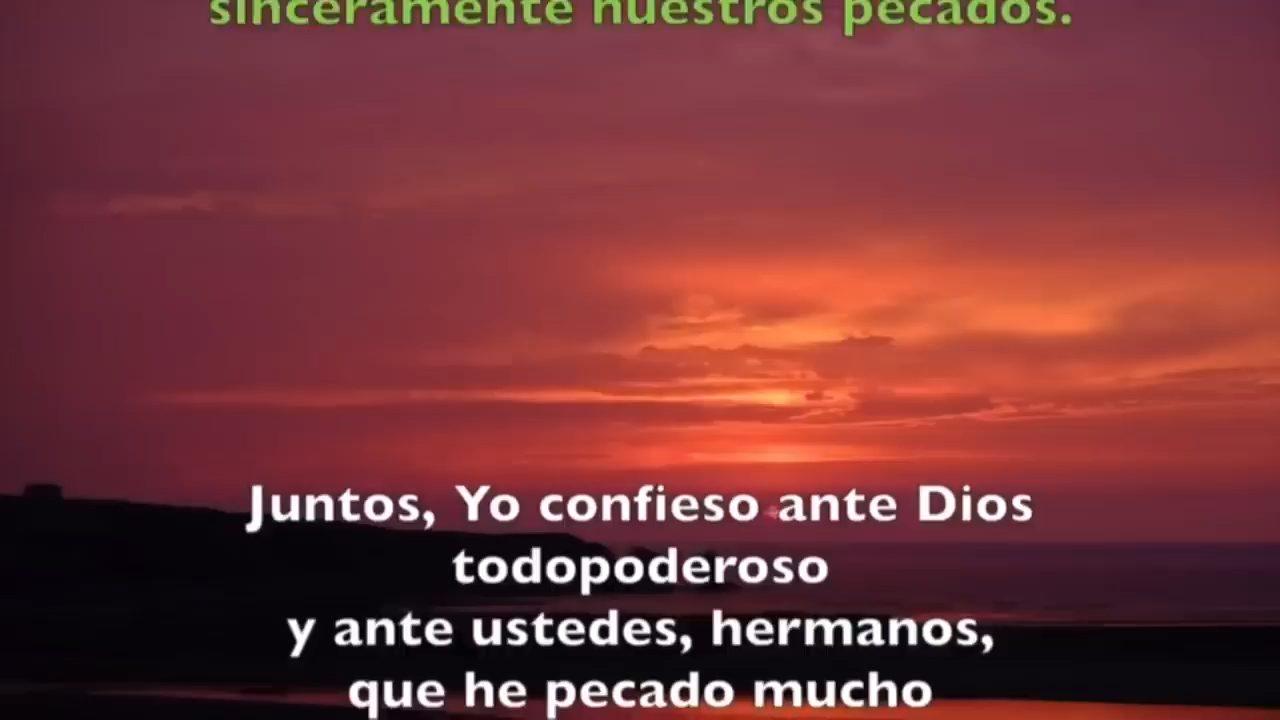 sinceramente nuestros pecados.
Juntos, Yo confieso ante Dios
todopoderoso
y ante ustedes, hermanos,
que he pecado mucho